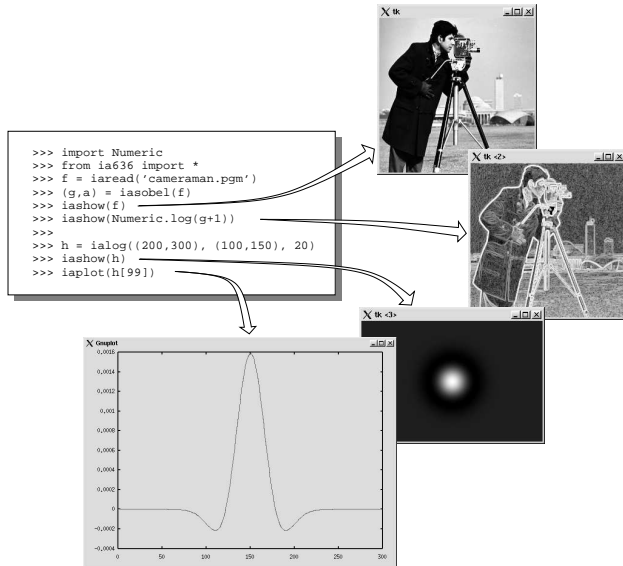 tk
>>> import Numeric
>>> from ia636 import *
>>> f = iaread('cameraman.pgm')
>>> (g,a) = iasobel(f)
>>> iashow(f)
>>> iashow(Numeric.log(g+1))
>>>
>>> h = ialog((200,300), (100,150), 20)
>>> iashow(h)
>>> iaplot(h[99])
tk <2>
tk <3>
Gnuplot
0.0016
0.0014
0.0012
0.001
0.0008
0.0006
0.0004
0.0002
0
-0.0002
-0.0004
0 50 100 150 200 250 300